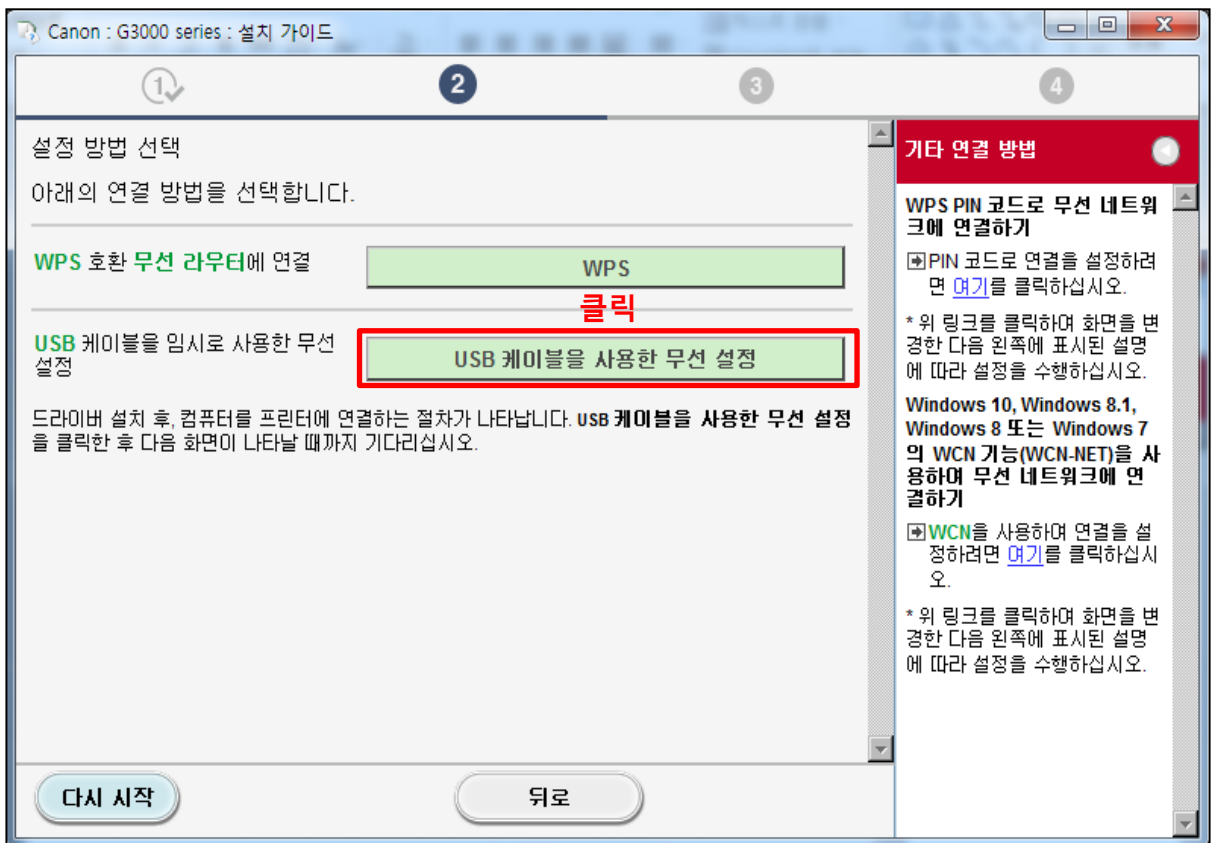 Canon : G3000 series : 설치 가이드
1
2
3
4
설정 방법 선택
아래의 연결 방법을 선택합니다.
WPS 호환 무선 라우터에 연결
WPS
클릭
USB 케이블을 임시로 사용한 무선
설정
USB 케이블을 사용한 무선 설정
드라이버 설치 후, 컴퓨터를 프린터에 연결하는 절차가 나타납니다. USB 케이블을 사용한 무선 설정
을 클릭한 후 다음 화면이 나타날 때까지 기다리십시오.
다시 시작
뒤로
기타 연결 방법
WPS PIN 코드로 무선 네트워
크에 연결하기
PIN 코드로 연결을 설정하려
면 여기를 클릭하십시오.
* 위 링크를 클릭하여 화면을 변
경한 다음 왼쪽에 표시된 설명
에 따라 설정을 수행하십시오.
Windows 10, Windows 8.1,
Windows 8 또는 Windows 7
의 WCN 기능(WCN-NET)을 사
용하여 무선 네트워크에 연
결하기
WCN을 사용하여 연결을 설
정하려면 여기를 클릭하십시
오.
* 위 링크를 클릭하여 화면을 변
경한 다음 왼쪽에 표시된 설명
에 따라 설정을 수행하십시오.